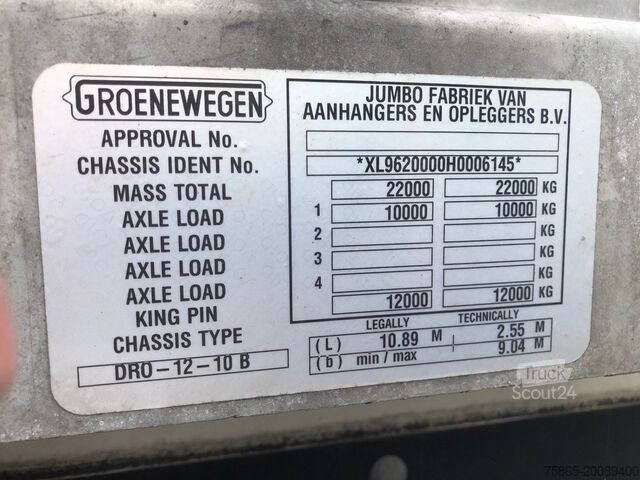 GROENEWEGEN
JUMBO FABRIEK VAN
AANHANGERS EN OPLEGGERS B.V.
APPROVAL No.
CHASSIS IDENT No. *XL9620000H0006145*
MASS TOTAL 22000 22000 KG
AXLE LOAD 1 10000 10000 KG
AXLE LOAD 2 KG
AXLE LOAD 3 KG
AXLE LOAD 4 KG
KING PIN 12000 12000 KG
CHASSIS TYPE LEGALLY TECHNICALLY
DRO-12-10 B
(L) 10.89 M 2.55 M
(b) min / max 9.04 M
Truck
Scout24
75865-20089400